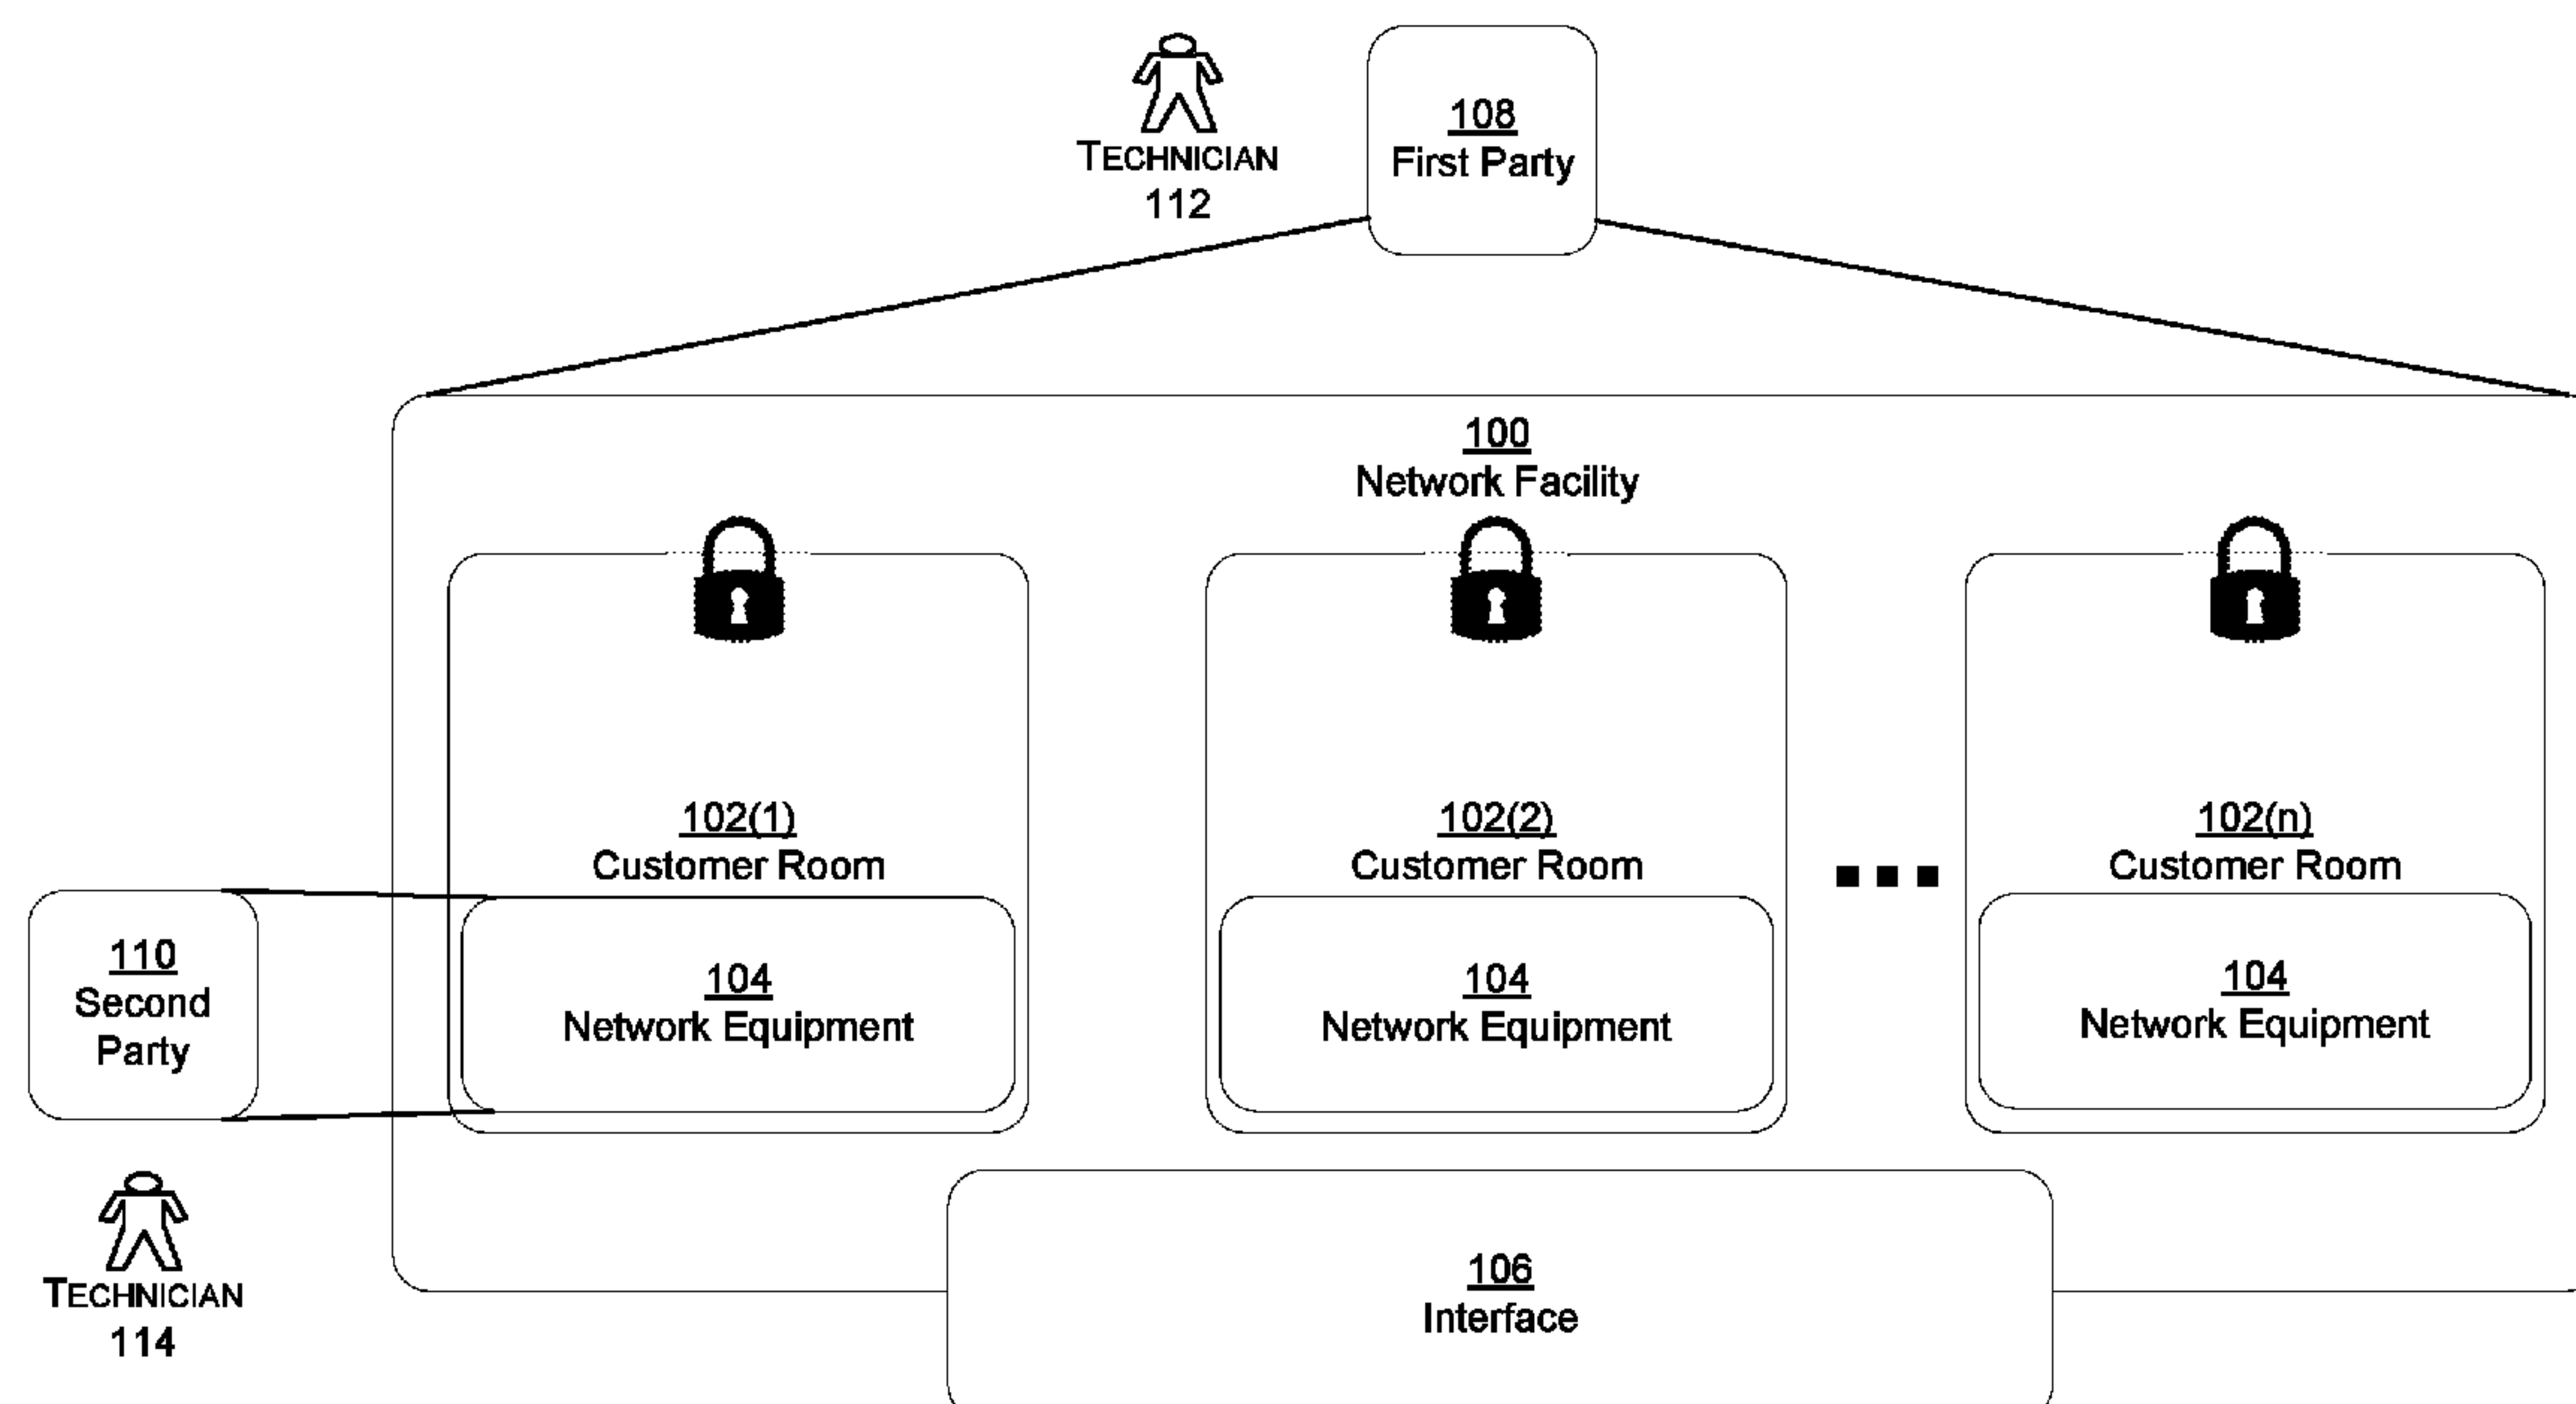 108
First Party
TECHNICIAN
112
100
Network Facility
102(1)
Customer Room
102(2)
Customer Room
102(n)
Customer Room
104
Network Equipment
104
Network Equipment
104
Network Equipment
110
Second
Party
TECHNICIAN
114
106
Interface